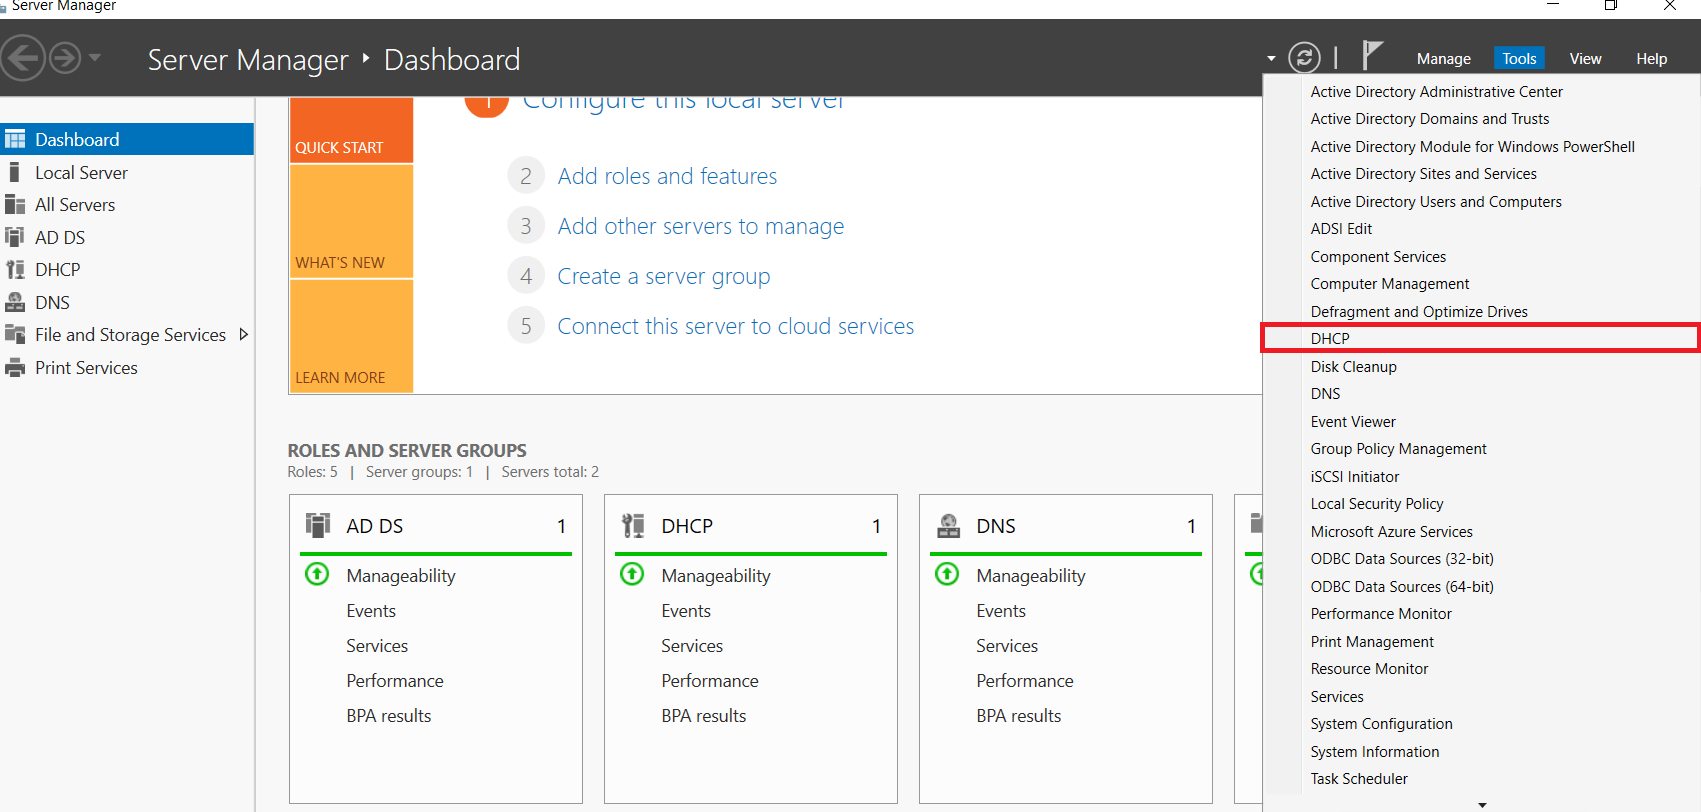 Server Manager
Server Manager Dashboard
Manage Tools View Help
Dashboard
Local Server
All Servers
AD DS
DHCP
DNS
File and Storage Services
Print Services
QUICK START
WHAT'S NEW
LEARN MORE
1 Configure this local server
2 Add roles and features
3 Add other servers to manage
4 Create a server group
5 Connect this server to cloud services
ROLES AND SERVER GROUPS
Roles: 5 | Server groups: 1 | Servers total: 2
AD DS 1
Manageability
Events
Services
Performance
BPA results
DHCP 1
Manageability
Events
Services
Performance
BPA results
DNS 1
Manageability
Events
Services
Performance
BPA results
Active Directory Administrative Center
Active Directory Domains and Trusts
Active Directory Module for Windows PowerShell
Active Directory Sites and Services
Active Directory Users and Computers
ADSI Edit
Component Services
Computer Management
Defragment and Optimize Drives
DHCP
Disk Cleanup
DNS
Event Viewer
Group Policy Management
iSCSI Initiator
Local Security Policy
Microsoft Azure Services
ODBC Data Sources (32-bit)
ODBC Data Sources (64-bit)
Performance Monitor
Print Management
Resource Monitor
Services
System Configuration
System Information
Task Scheduler